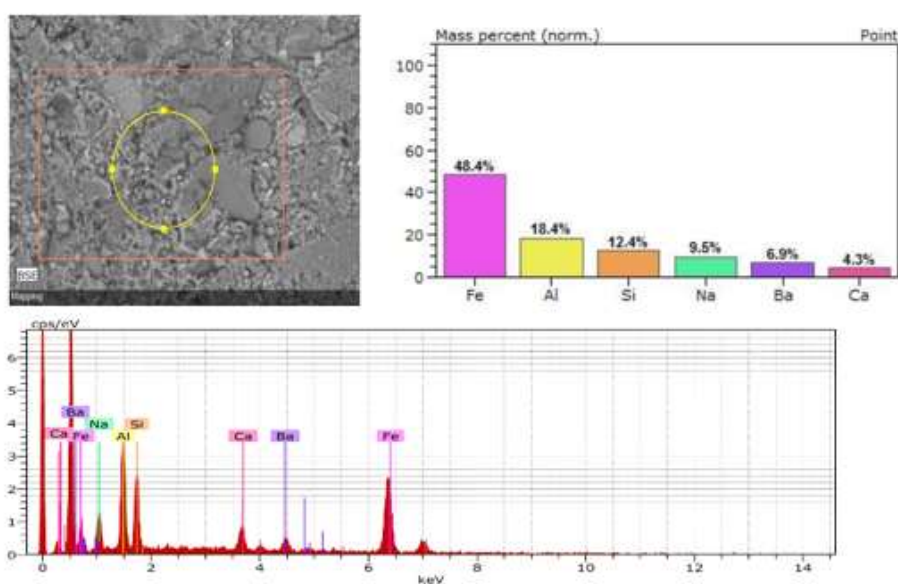 BSE
Mapping
Mass percent (norm.) Point
100
80
60
40
20
0
48.4%
18.4%
12.4%
9.5%
6.9%
4.3%
Fe Al Si Na Ba Ca
cps/eV
6
5
4
3
2
1
0
Ba
Na
Ca Fe Al Si Ca Ba Fe
0 2 4 6 8 10 12 14
keV